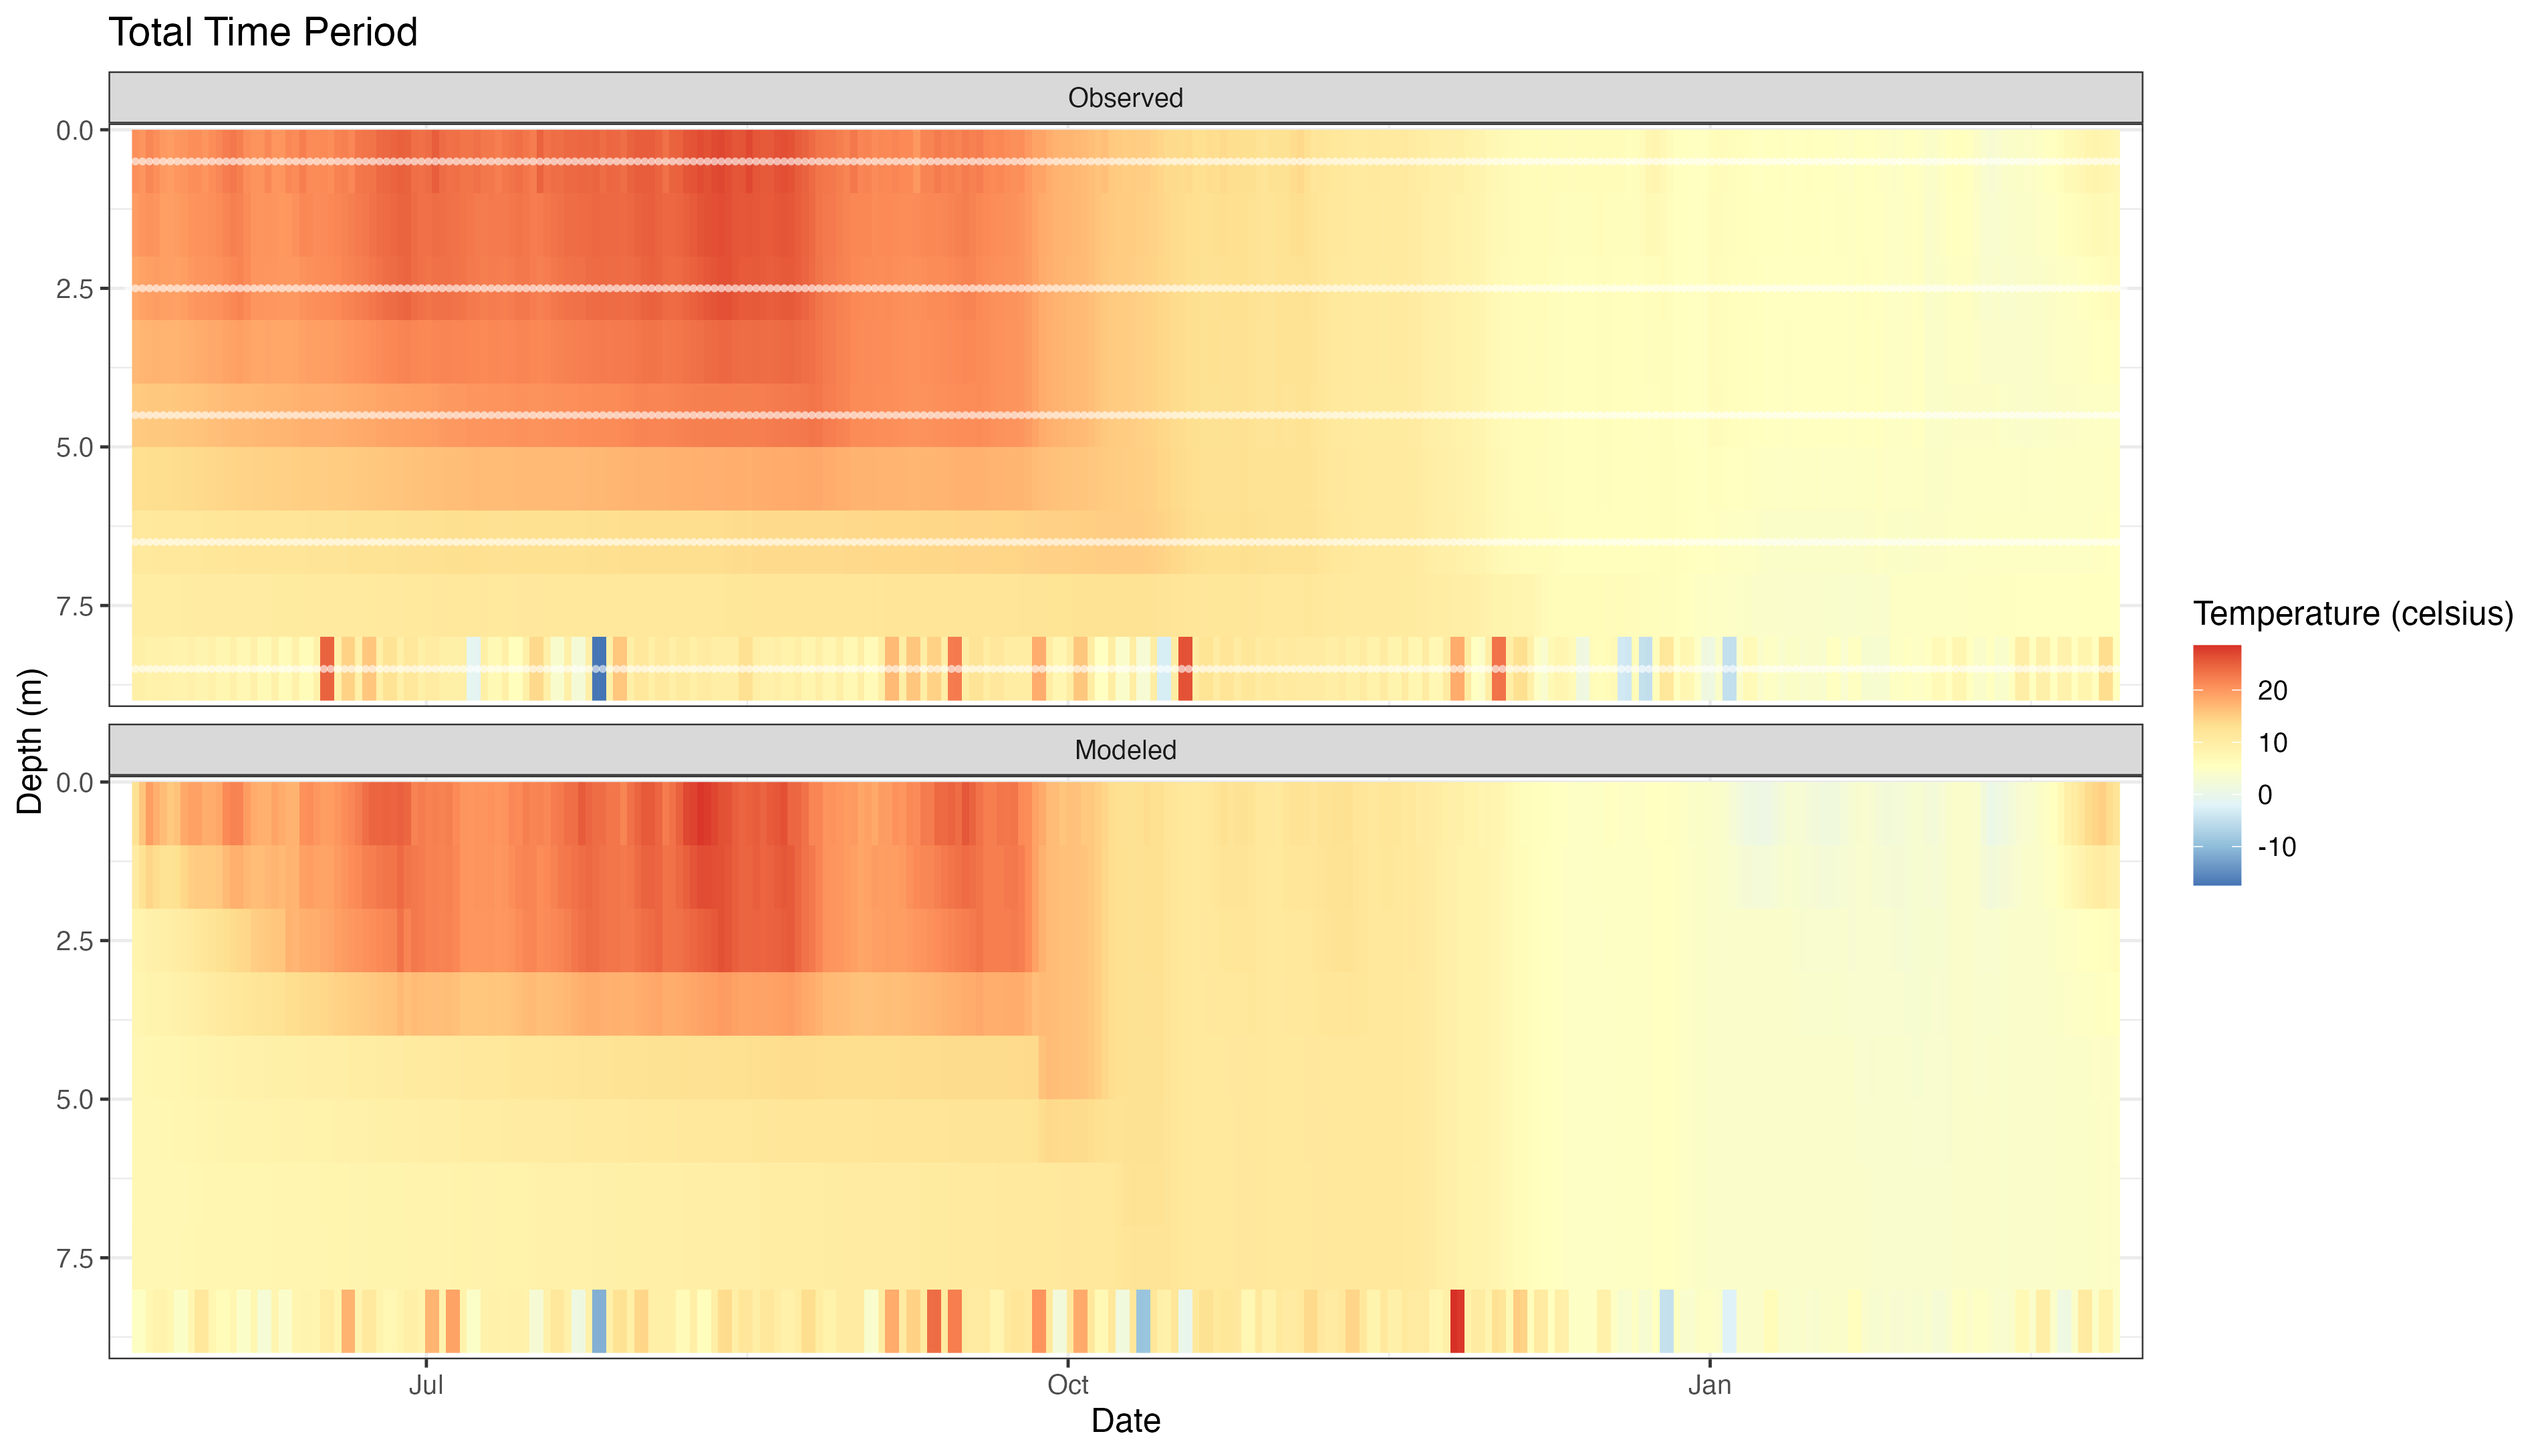 Total Time Period
Observed
0.0
2.5
5.0
7.5
Modeled
0.0
2.5
5.0
7.5
Depth (m)
Jul
Oct
Jan
Date
Temperature (celsius)
20
10
0
-10